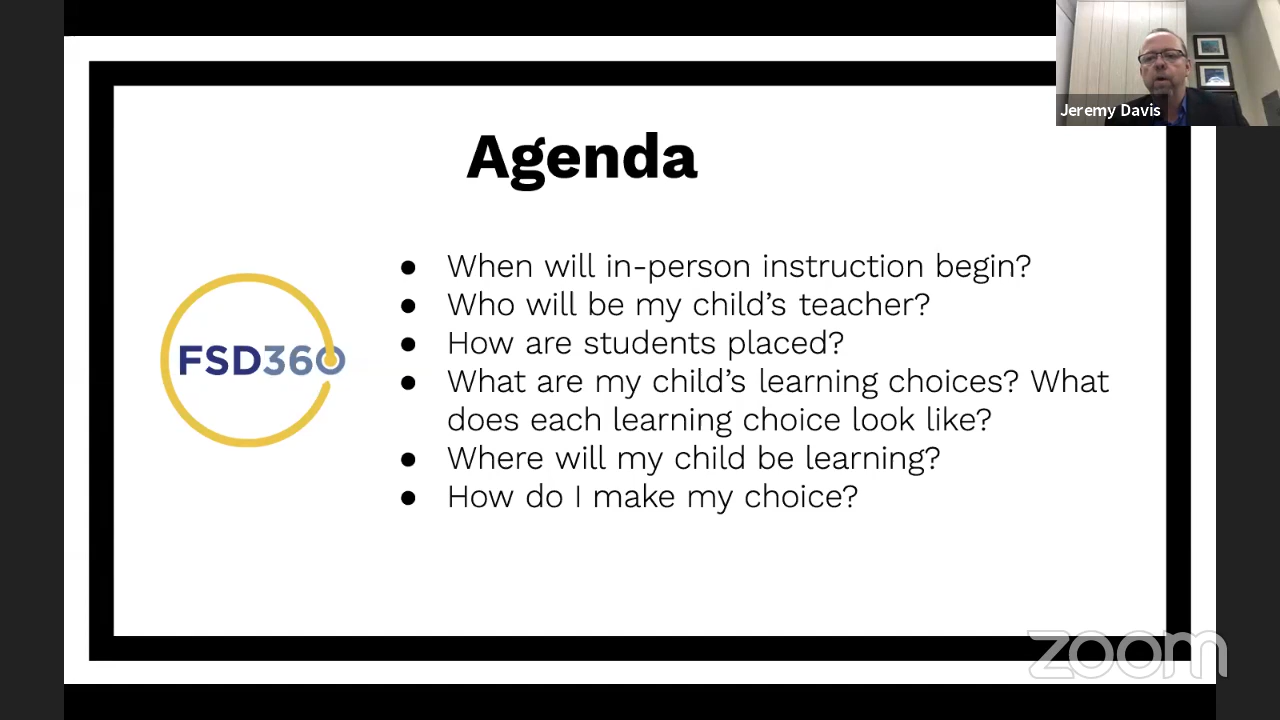 Jeremy Davis
Agenda
FSD360
● When will in-person instruction begin?
● Who will be my child’s teacher?
● How are students placed?
● What are my child’s learning choices? What
does each learning choice look like?
● Where will my child be learning?
● How do I make my choice?
zoom